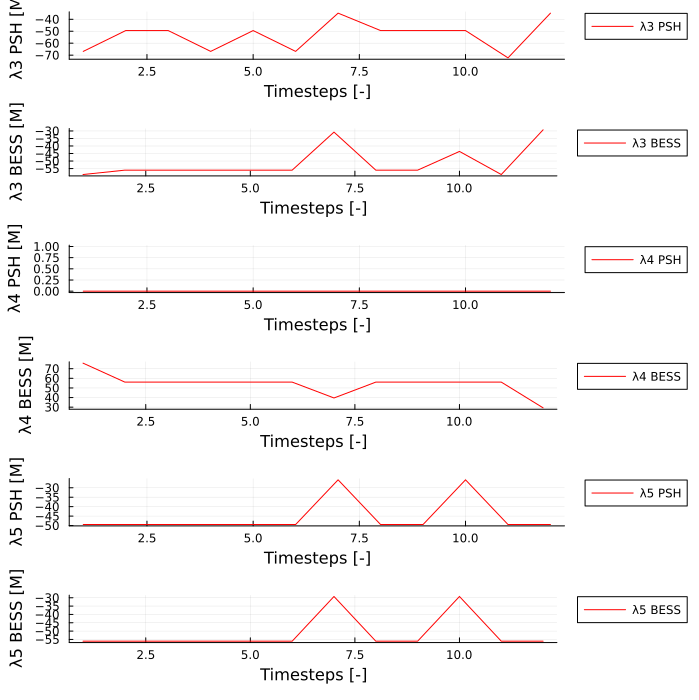 λ3 PSH [M]
−40
−50
−60
−70
2.5 5.0 7.5 10.0
Timesteps [-]
λ3 PSH
λ3 BESS [M]
−30
−35
−40
−45
−50
−55
2.5 5.0 7.5 10.0
Timesteps [-]
λ3 BESS
λ4 PSH [M]
1.00
0.75
0.50
0.25
0.00
2.5 5.0 7.5 10.0
Timesteps [-]
λ4 PSH
λ4 BESS [M]
70
60
50
40
30
2.5 5.0 7.5 10.0
Timesteps [-]
λ4 BESS
λ5 PSH [M]
−30
−35
−40
−45
−50
2.5 5.0 7.5 10.0
Timesteps [-]
λ5 PSH
λ5 BESS [M]
−30
−35
−40
−45
−50
−55
2.5 5.0 7.5 10.0
Timesteps [-]
λ5 BESS